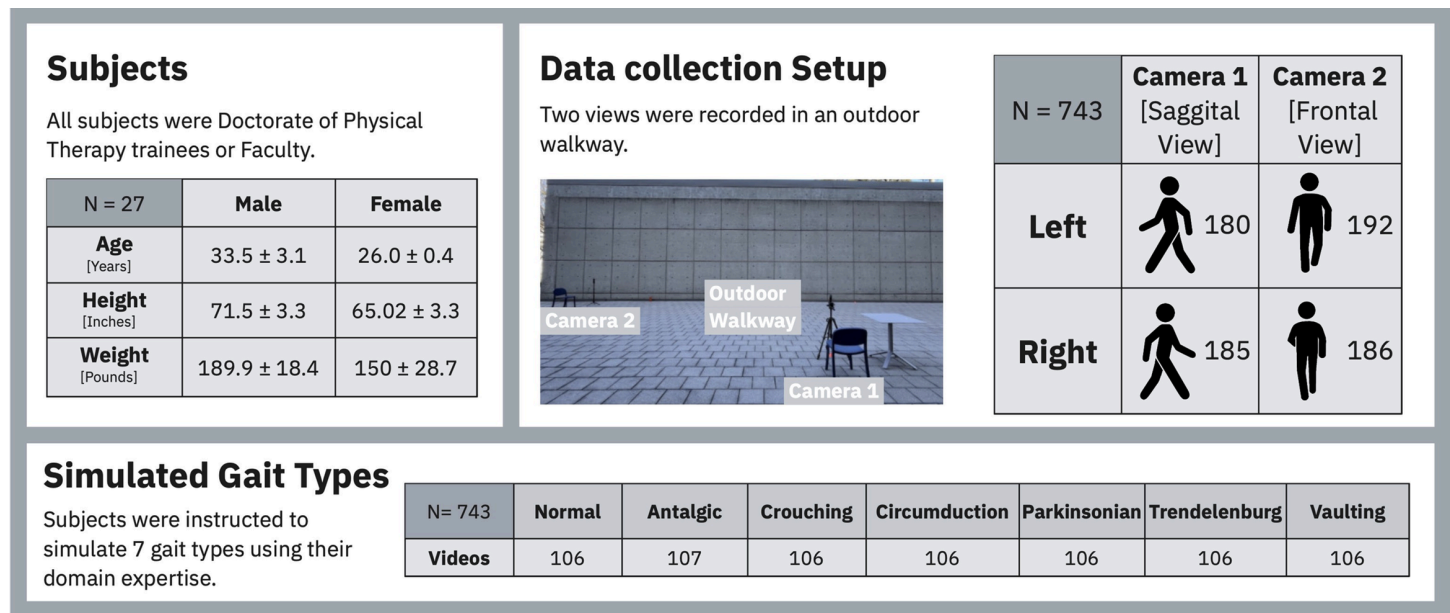 Subjects
All subjects were Doctorate of Physical
Therapy trainees or Faculty.
N = 27 Male Female
Age
[Years] 33.5 ± 3.1 26.0 ± 0.4
Height
[Inches] 71.5 ± 3.3 65.02 ± 3.3
Weight
[Pounds] 189.9 ± 18.4 150 ± 28.7
Data collection Setup
Two views were recorded in an outdoor
walkway.
Outdoor
Walkway
Camera 2
Camera 1
N = 743 Camera 1 Camera 2
[Saggital [Frontal
View] View]
Left 180 192
Right 185 186
Simulated Gait Types
Subjects were instructed to
simulate 7 gait types using their
domain expertise.
N= 743 Normal Antalgic Crouching Circumduction Parkinsonian Trendelenburg Vaulting
Videos 106 107 106 106 106 106 106